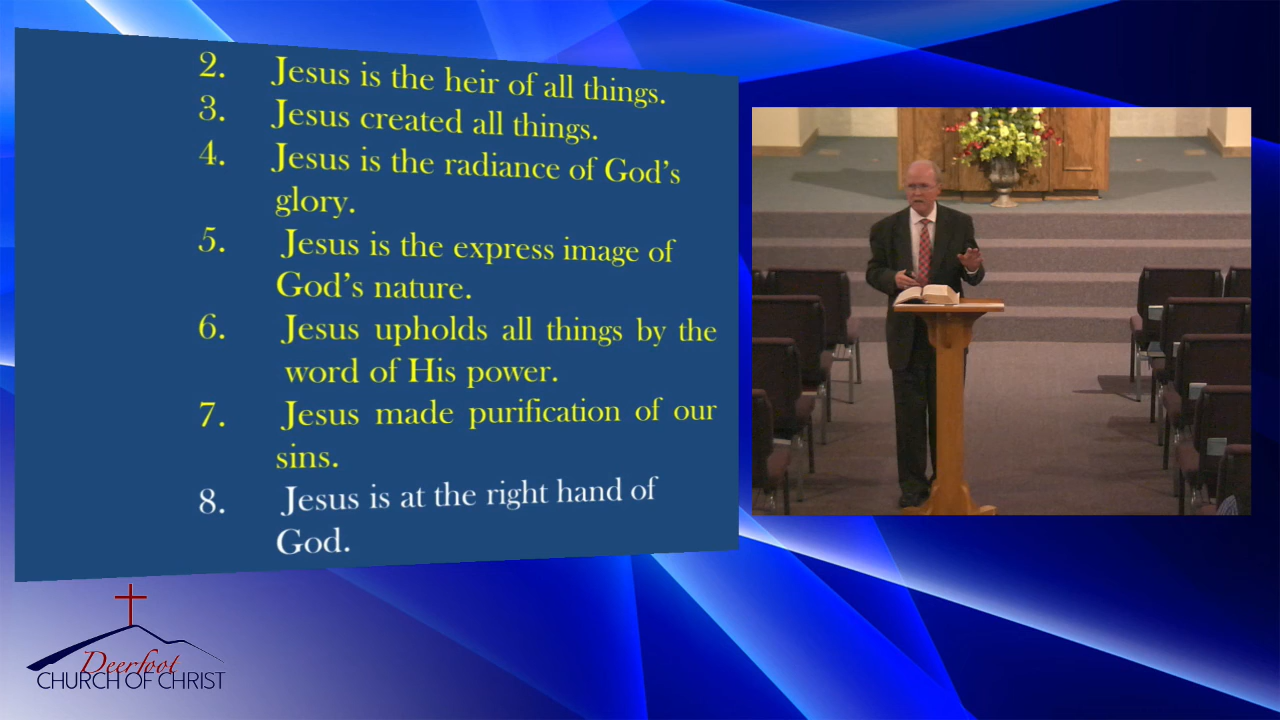 2. Jesus is the heir of all things.
3. Jesus created all things.
4. Jesus is the radiance of God's
glory.
5. Jesus is the express image of
God's nature.
6. Jesus upholds all things by the
word of His power.
7. Jesus made purification of our
sins.
8. Jesus is at the right hand of
God.
Deerfoot
CHURCH OF CHRIST